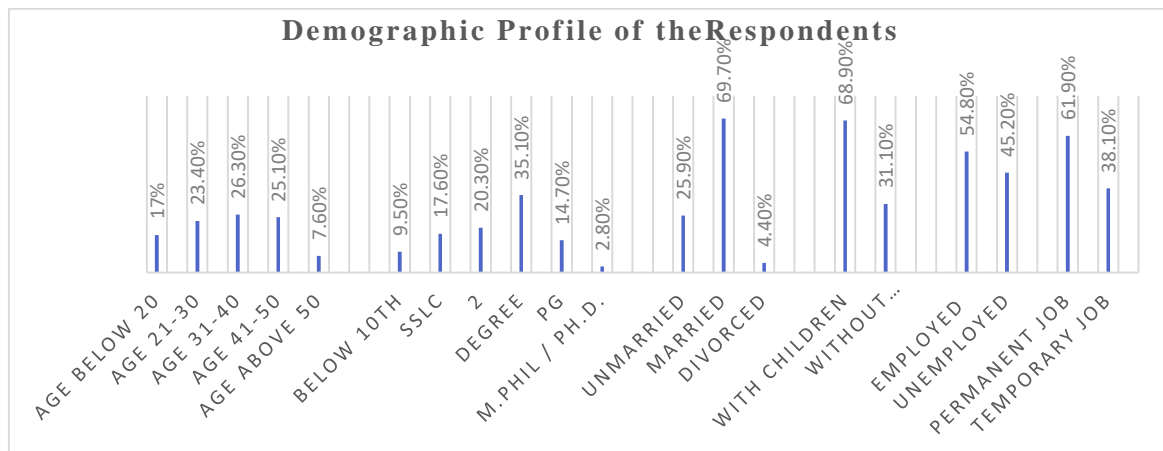 Demographic Profile of theRespondents
17%
23.40%
26.30%
25.10%
7.60%
9.50%
17.60%
20.30%
35.10%
14.70%
2.80%
25.90%
69.70%
4.40%
68.90%
31.10%
54.80%
45.20%
61.90%
38.10%
AGE BELOW 20
AGE 21-30
AGE 31-40
AGE 41-50
AGE ABOVE 50
BELOW 10TH
SSLC
2
DEGREE
PG
M.PHIL / PH.D.
UNMARRIED
MARRIED
DIVORCED
WITH CHILDREN
WITHOUT…
EMPLOYED
UNEMPLOYED
PERMANENT JOB
TEMPORARY JOB